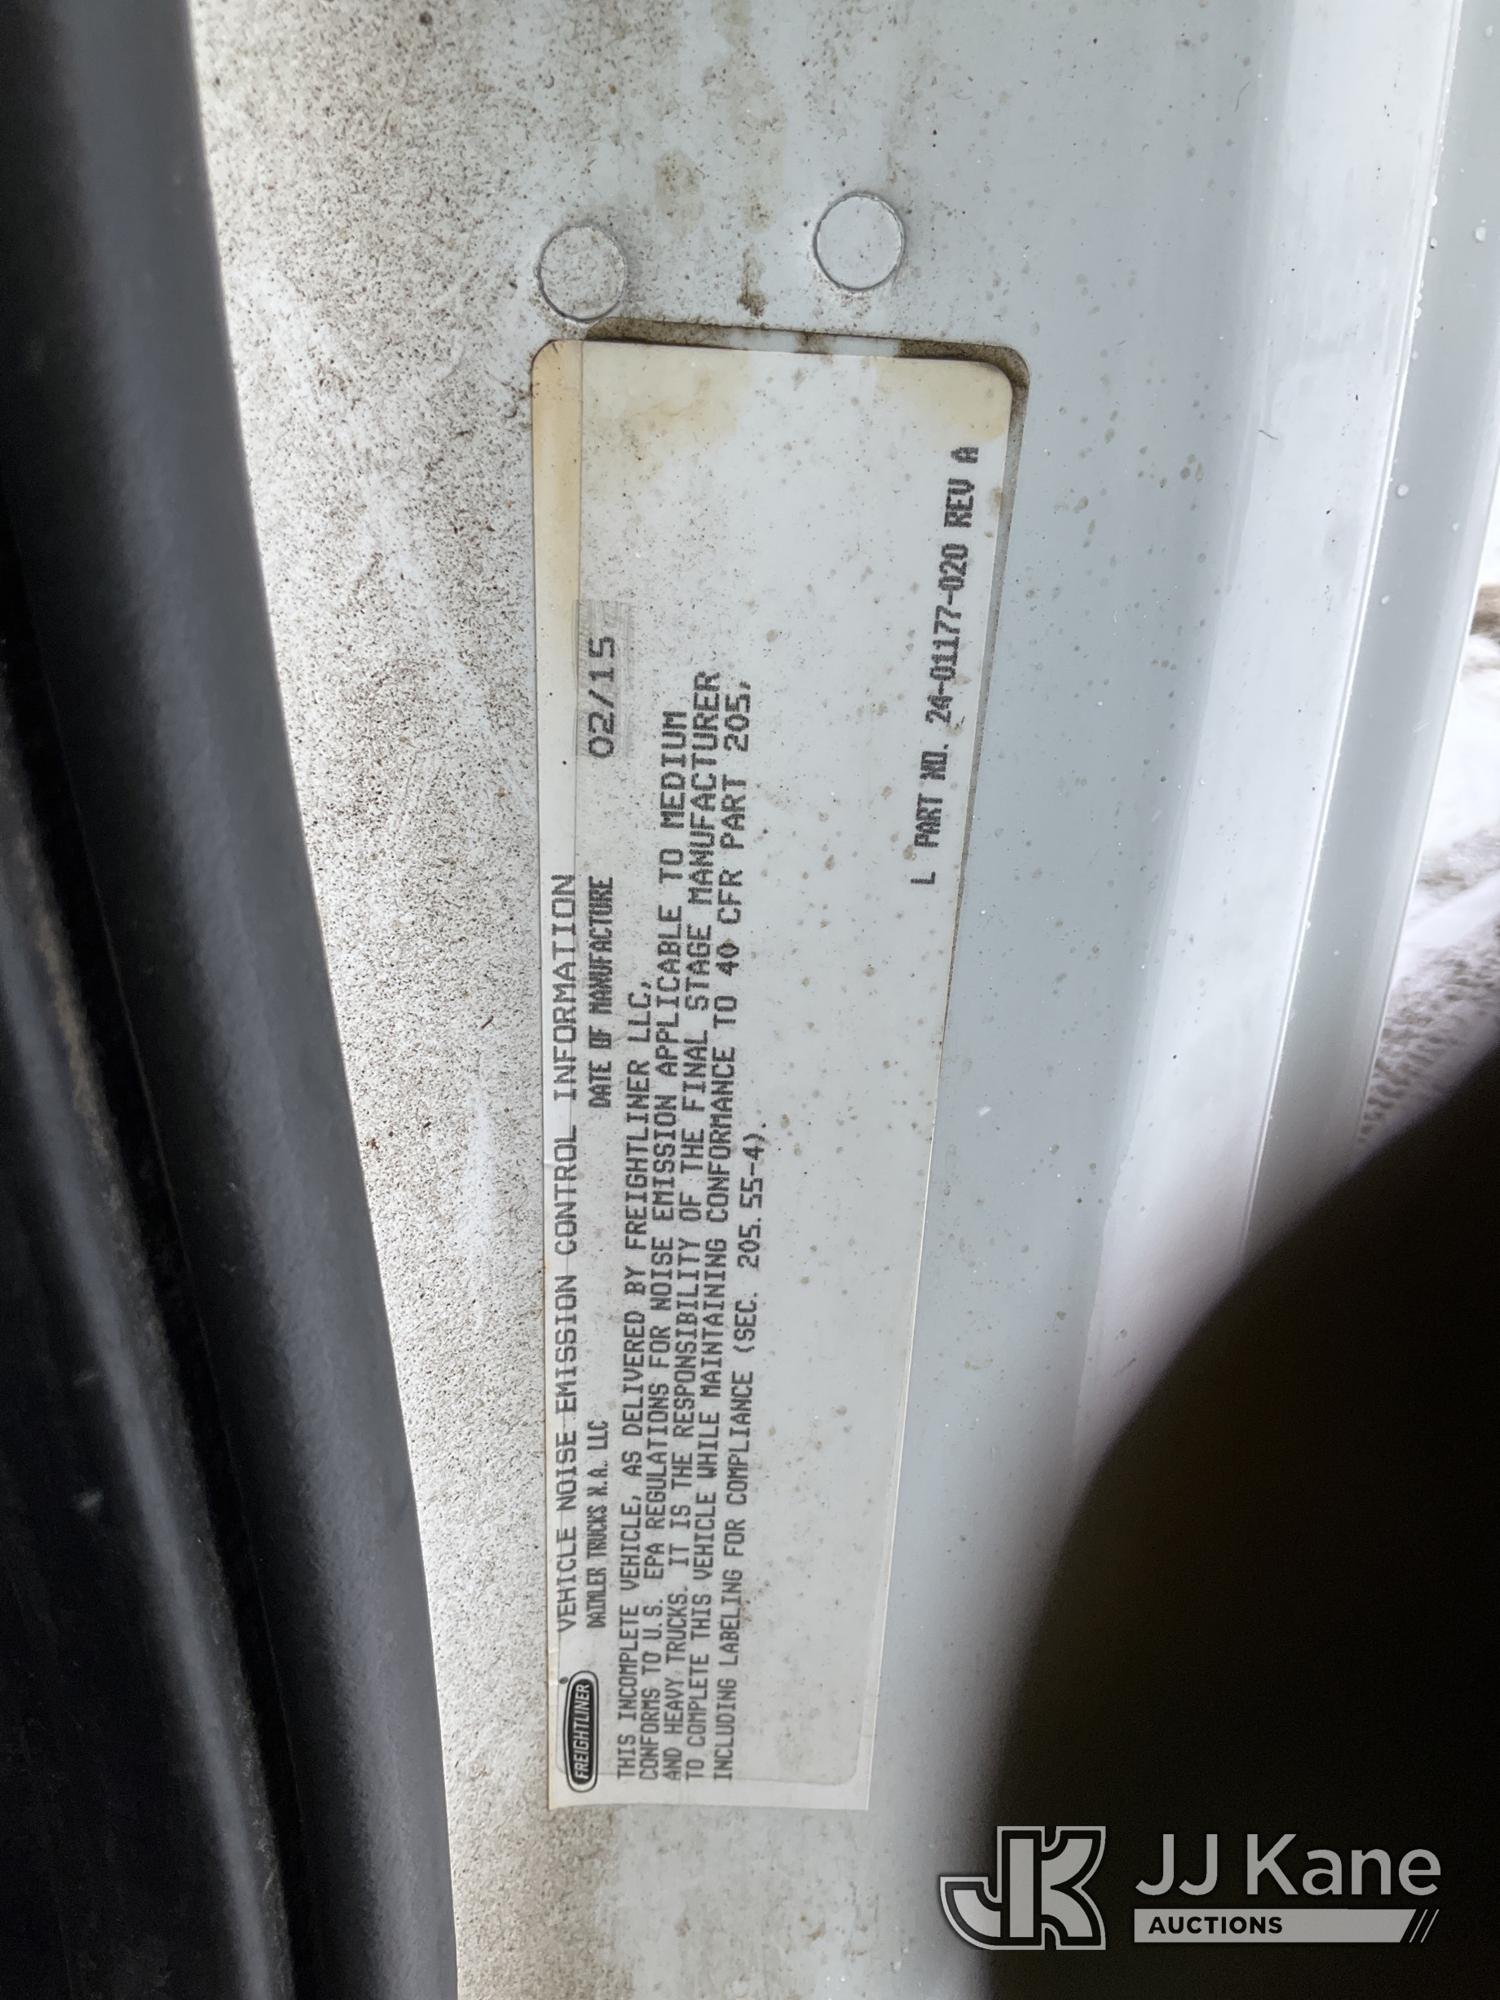 VEHICLE NOISE EMISSION CONTROL INFORMATION
FREIGHTLINER
DAIMLER TRUCKS N.A. LLC DATE OF MANUFACTURE 02/15
THIS INCOMPLETE VEHICLE, AS DELIVERED BY FREIGHTLINER LLC,
CONFORMS TO U.S. EPA REGULATIONS FOR NOISE EMISSION APPLICABLE TO MEDIUM
AND HEAVY TRUCKS. IT IS THE RESPONSIBILITY OF THE FINAL STAGE MANUFACTURER
TO COMPLETE THIS VEHICLE WHILE MAINTAINING CONFORMANCE TO 40 CFR PART 205,
INCLUDING LABELING FOR COMPLIANCE (SEC. 205.55-4).
L PART NO. 24-01177-020 REV A
JK JJ Kane
AUCTIONS